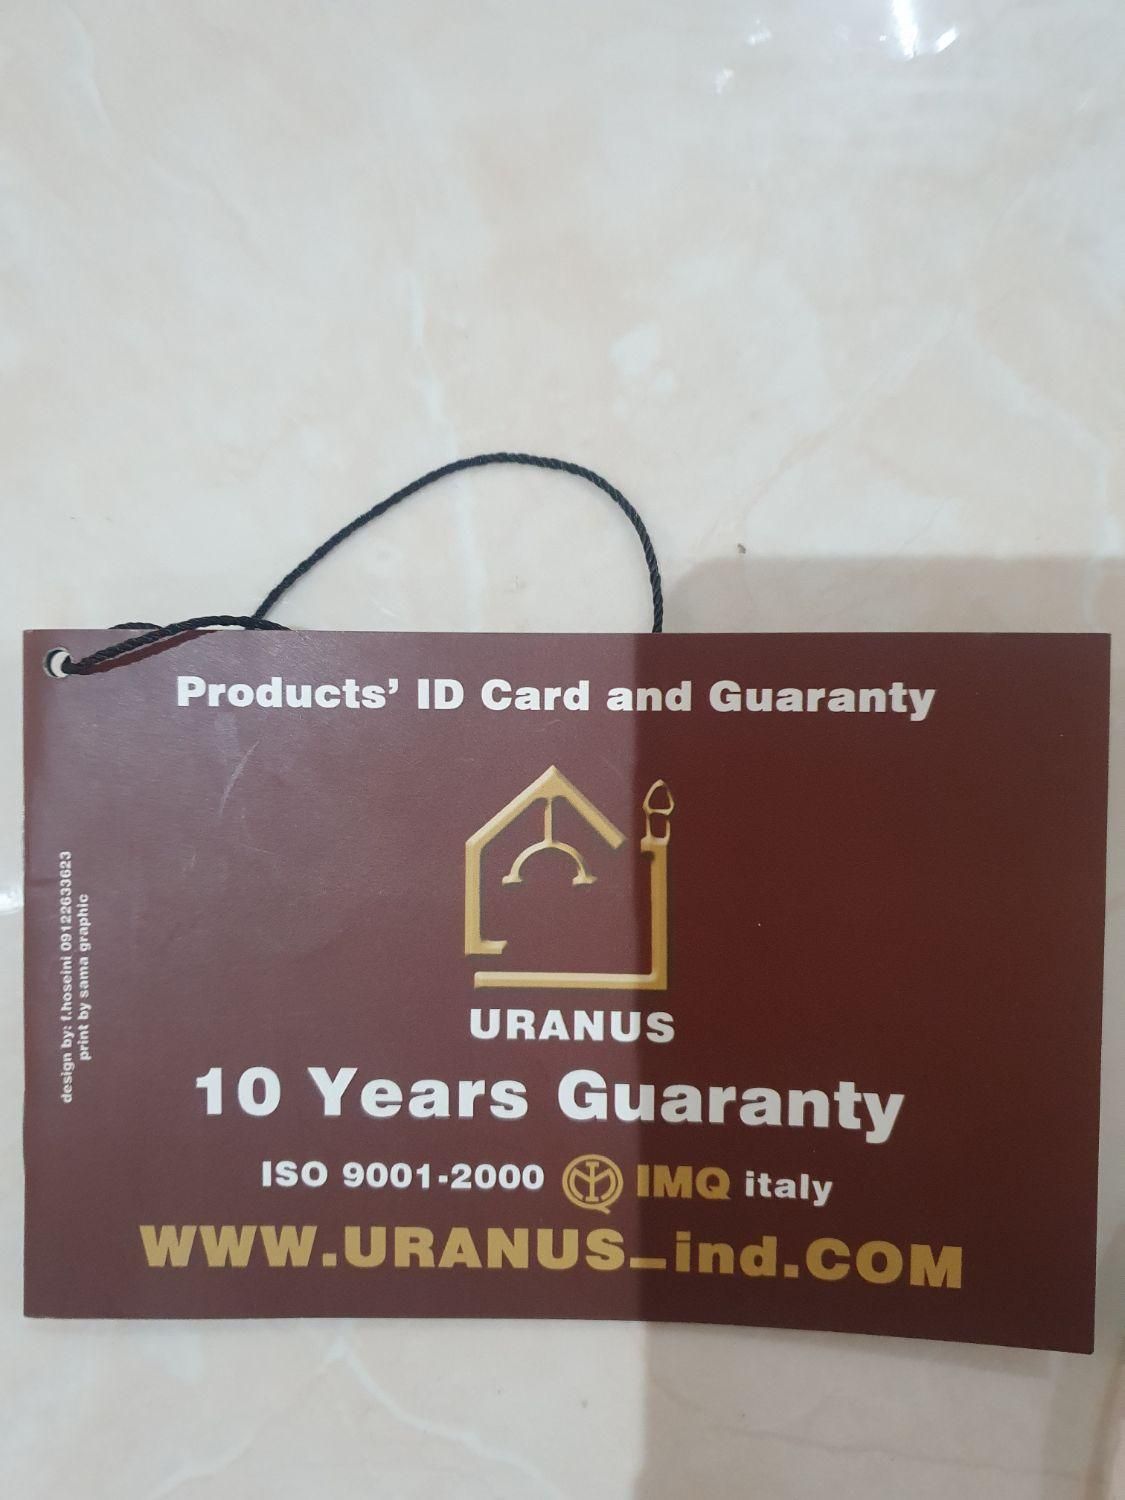 Products' ID Card and Guaranty
URANUS
10 Years Guaranty
ISO 9001-2000 IMQ italy
WWW.URANUS_ind.COM
design by: f.hoseini 09122633623
print by sama graphic